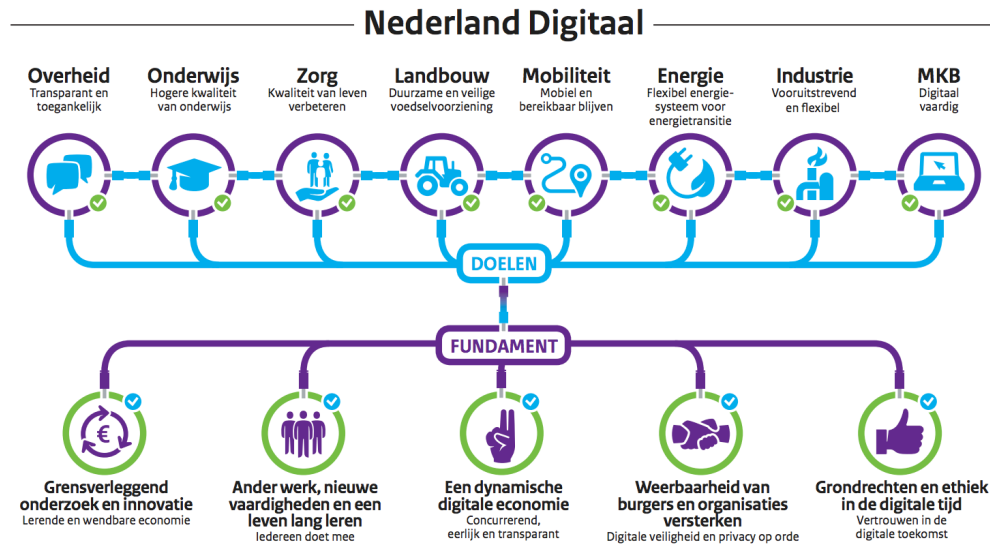 Nederland Digitaal
Overheid
Transparant en
toegankelijk
Onderwijs
Hogere kwaliteit
van onderwijs
Zorg
Kwaliteit van leven
verbeteren
Landbouw
Duurzame en veilige
voedselvoorziening
Mobiliteit
Mobiel en
bereikbaar blijven
Energie
Flexibel energie-
systeem voor
energietransitie
Industrie
Vooruitstrevend
en flexibel
MKB
Digitaal
vaardig
DOELEN
FUNDAMENT
€
Grensverleggend
onderzoek en innovatie
Lerende en wendbare economie
Ander werk, nieuwe
vaardigheden en een
leven lang leren
Iedereen doet mee
Een dynamische
digitale economie
Concurrerend,
eerlijk en transparant
Weerbaarheid van
burgers en organisaties
versterken
Digitale veiligheid en privacy op orde
Grondrechten en ethiek
in de digitale tijd
Vertrouwen in de
digitale toekomst